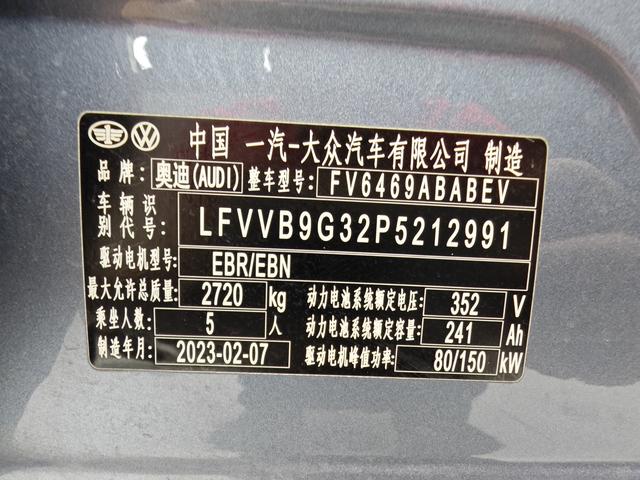 中国 一汽-大众汽车有限公司 制造
品牌: 奥迪(AUDI) 整车型号: FV6469ABABEV
车辆识别代号: LFVVB9G32P5212991
驱动电机型号: EBR/EBN
最大允许总质量: 2720 kg 动力电池系统额定电压: 352 V
乘坐人数: 5 人 动力电池系统额定容量: 241 Ah
制造年月: 2023-02-07 驱动电机峰值功率: 80/150 kW